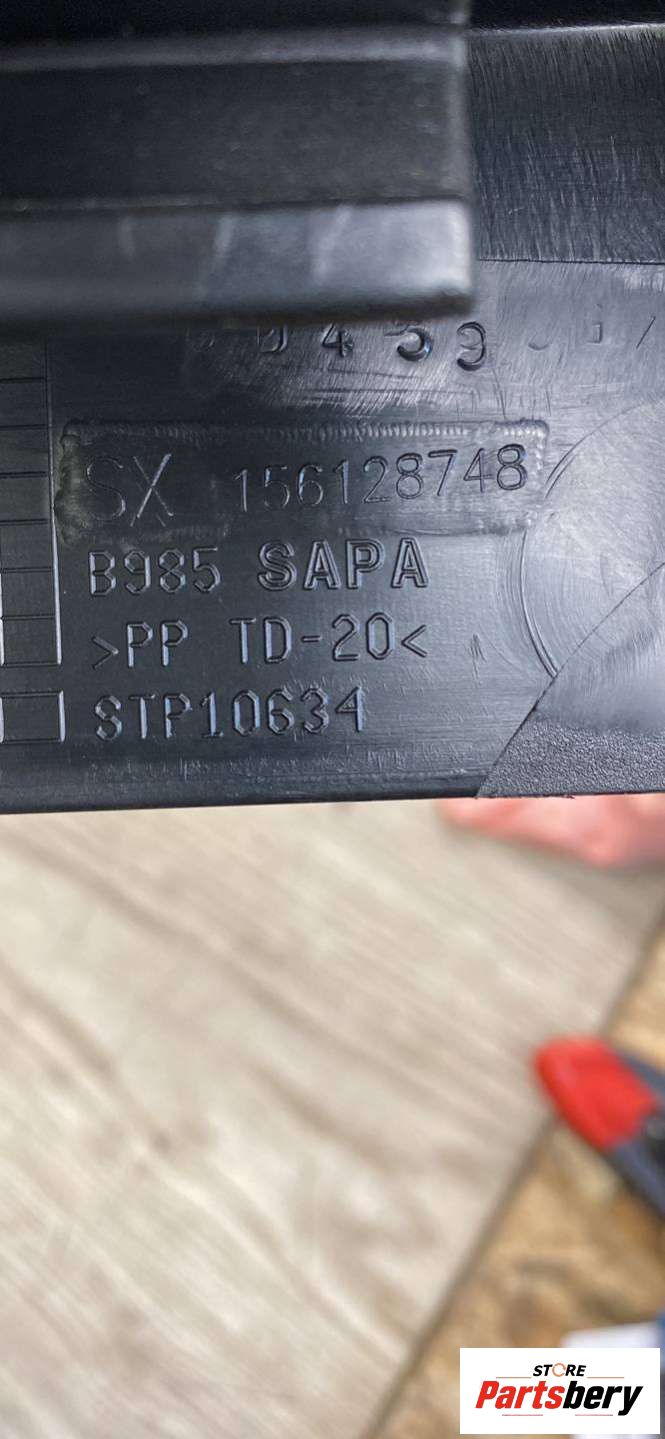 SX 156128748
B985 SAPA
>PP TD-20<
STP10634
STORE
Partsbery